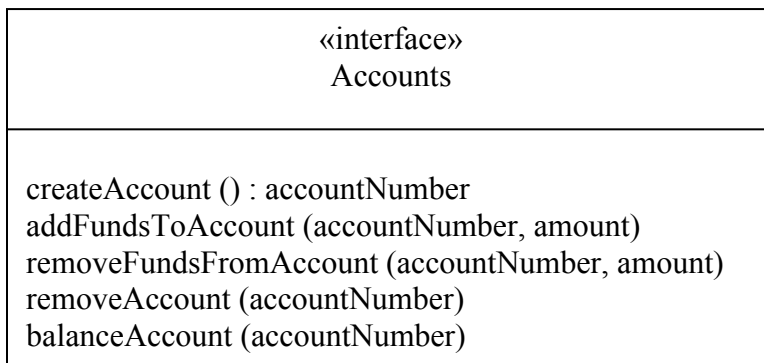 «interface»
Accounts
createAccount () : accountNumber
addFundsToAccount (accountNumber, amount)
removeFundsFromAccount (accountNumber, amount)
removeAccount (accountNumber)
balanceAccount (accountNumber)